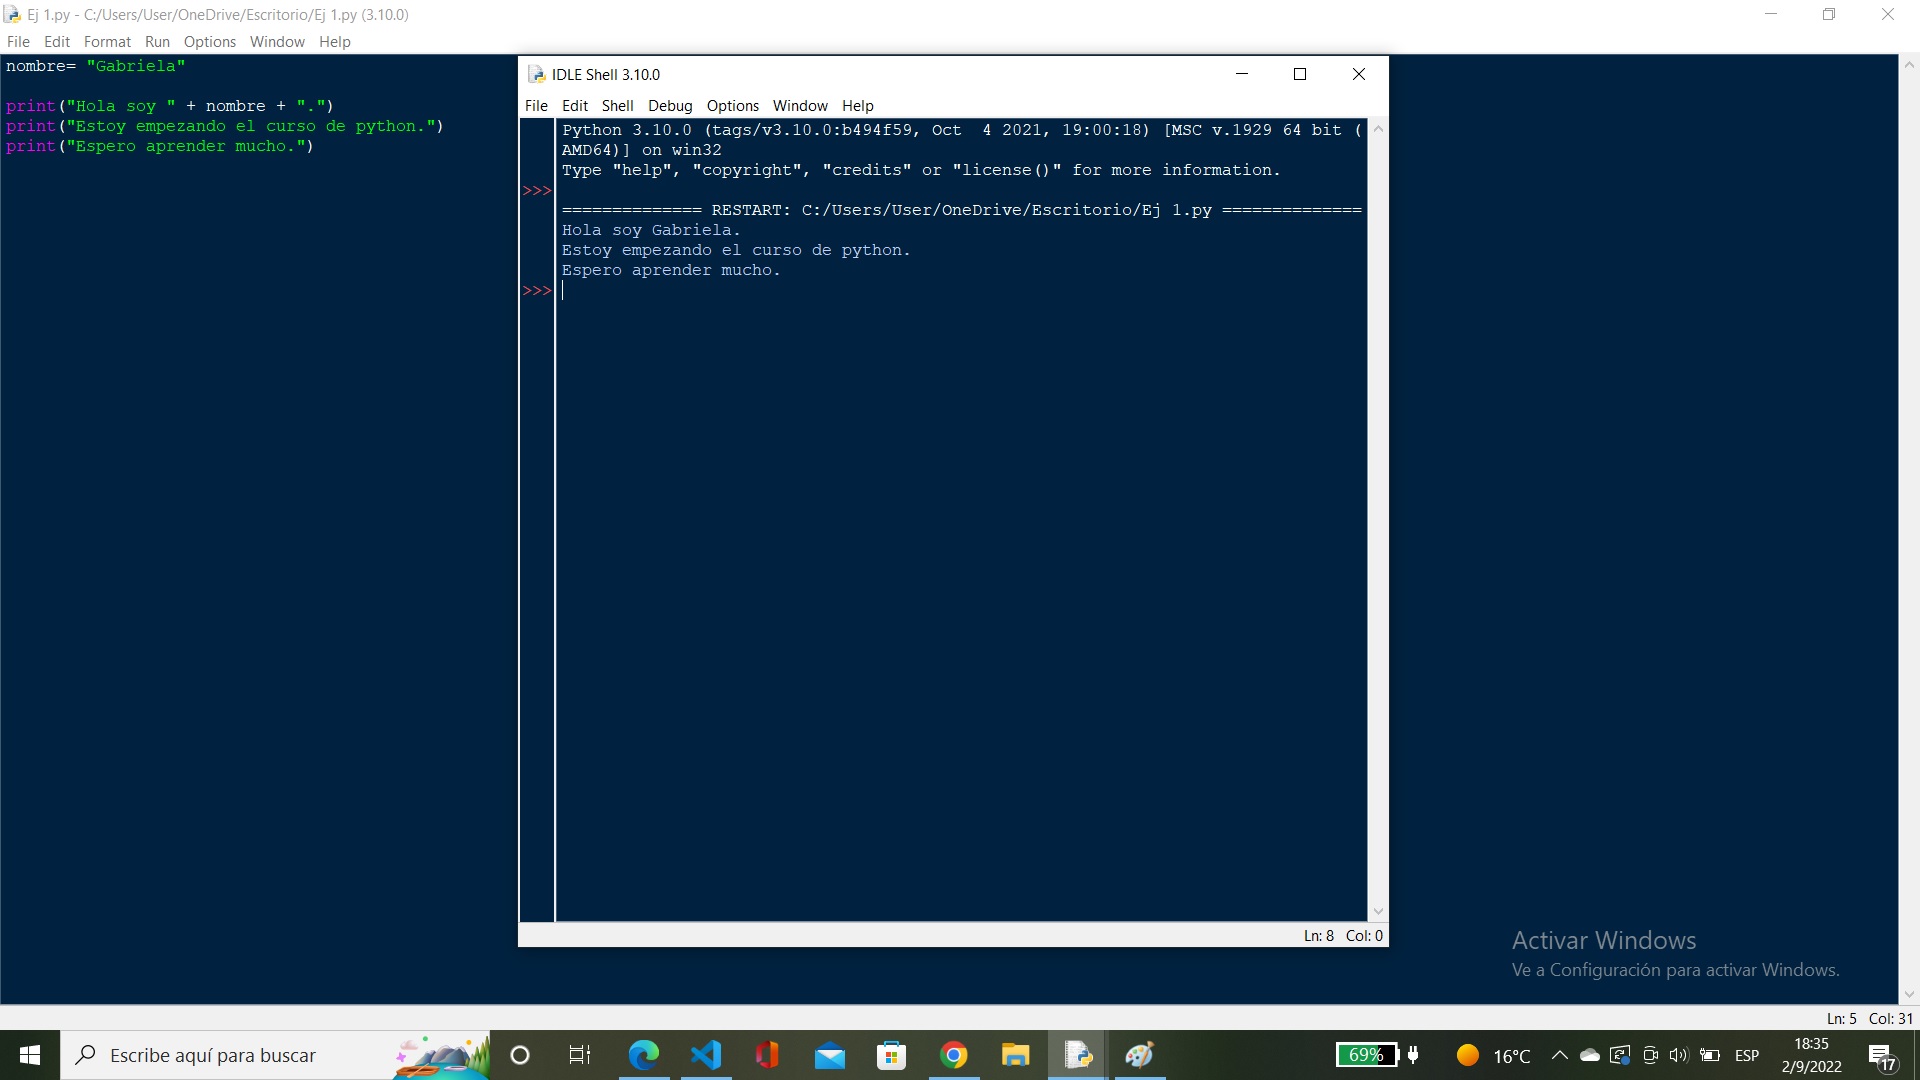 Ej 1.py - C:/Users/User/OneDrive/Escritorio/Ej 1.py (3.10.0)
File Edit Format Run Options Window Help
nombre= "Gabriela"
print("Hola soy " + nombre + ".")
print("Estoy empezando el curso de python.")
print("Espero aprender mucho.")
IDLE Shell 3.10.0
File Edit Shell Debug Options Window Help
Python 3.10.0 (tags/v3.10.0:b494f59, Oct  4 2021, 19:00:18) [MSC v.1929 64 bit (
AMD64)] on win32
Type "help", "copyright", "credits" or "license()" for more information.
>>>
============== RESTART: C:/Users/User/OneDrive/Escritorio/Ej 1.py ==============
Hola soy Gabriela.
Estoy empezando el curso de python.
Espero aprender mucho.
>>>
Ln: 8 Col: 0
Activar Windows
Ve a Configuración para activar Windows.
Ln: 5 Col: 31
Escribe aquí para buscar
69%
16°C
ESP
18:35
2/9/2022
17